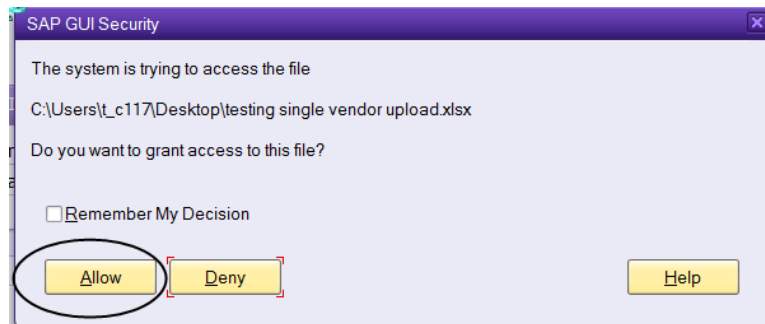 SAP GUI Security
The system is trying to access the file
C:\Users\t_c117\Desktop\testing single vendor upload.xlsx
Do you want to grant access to this file?
Remember My Decision
Allow Deny Help